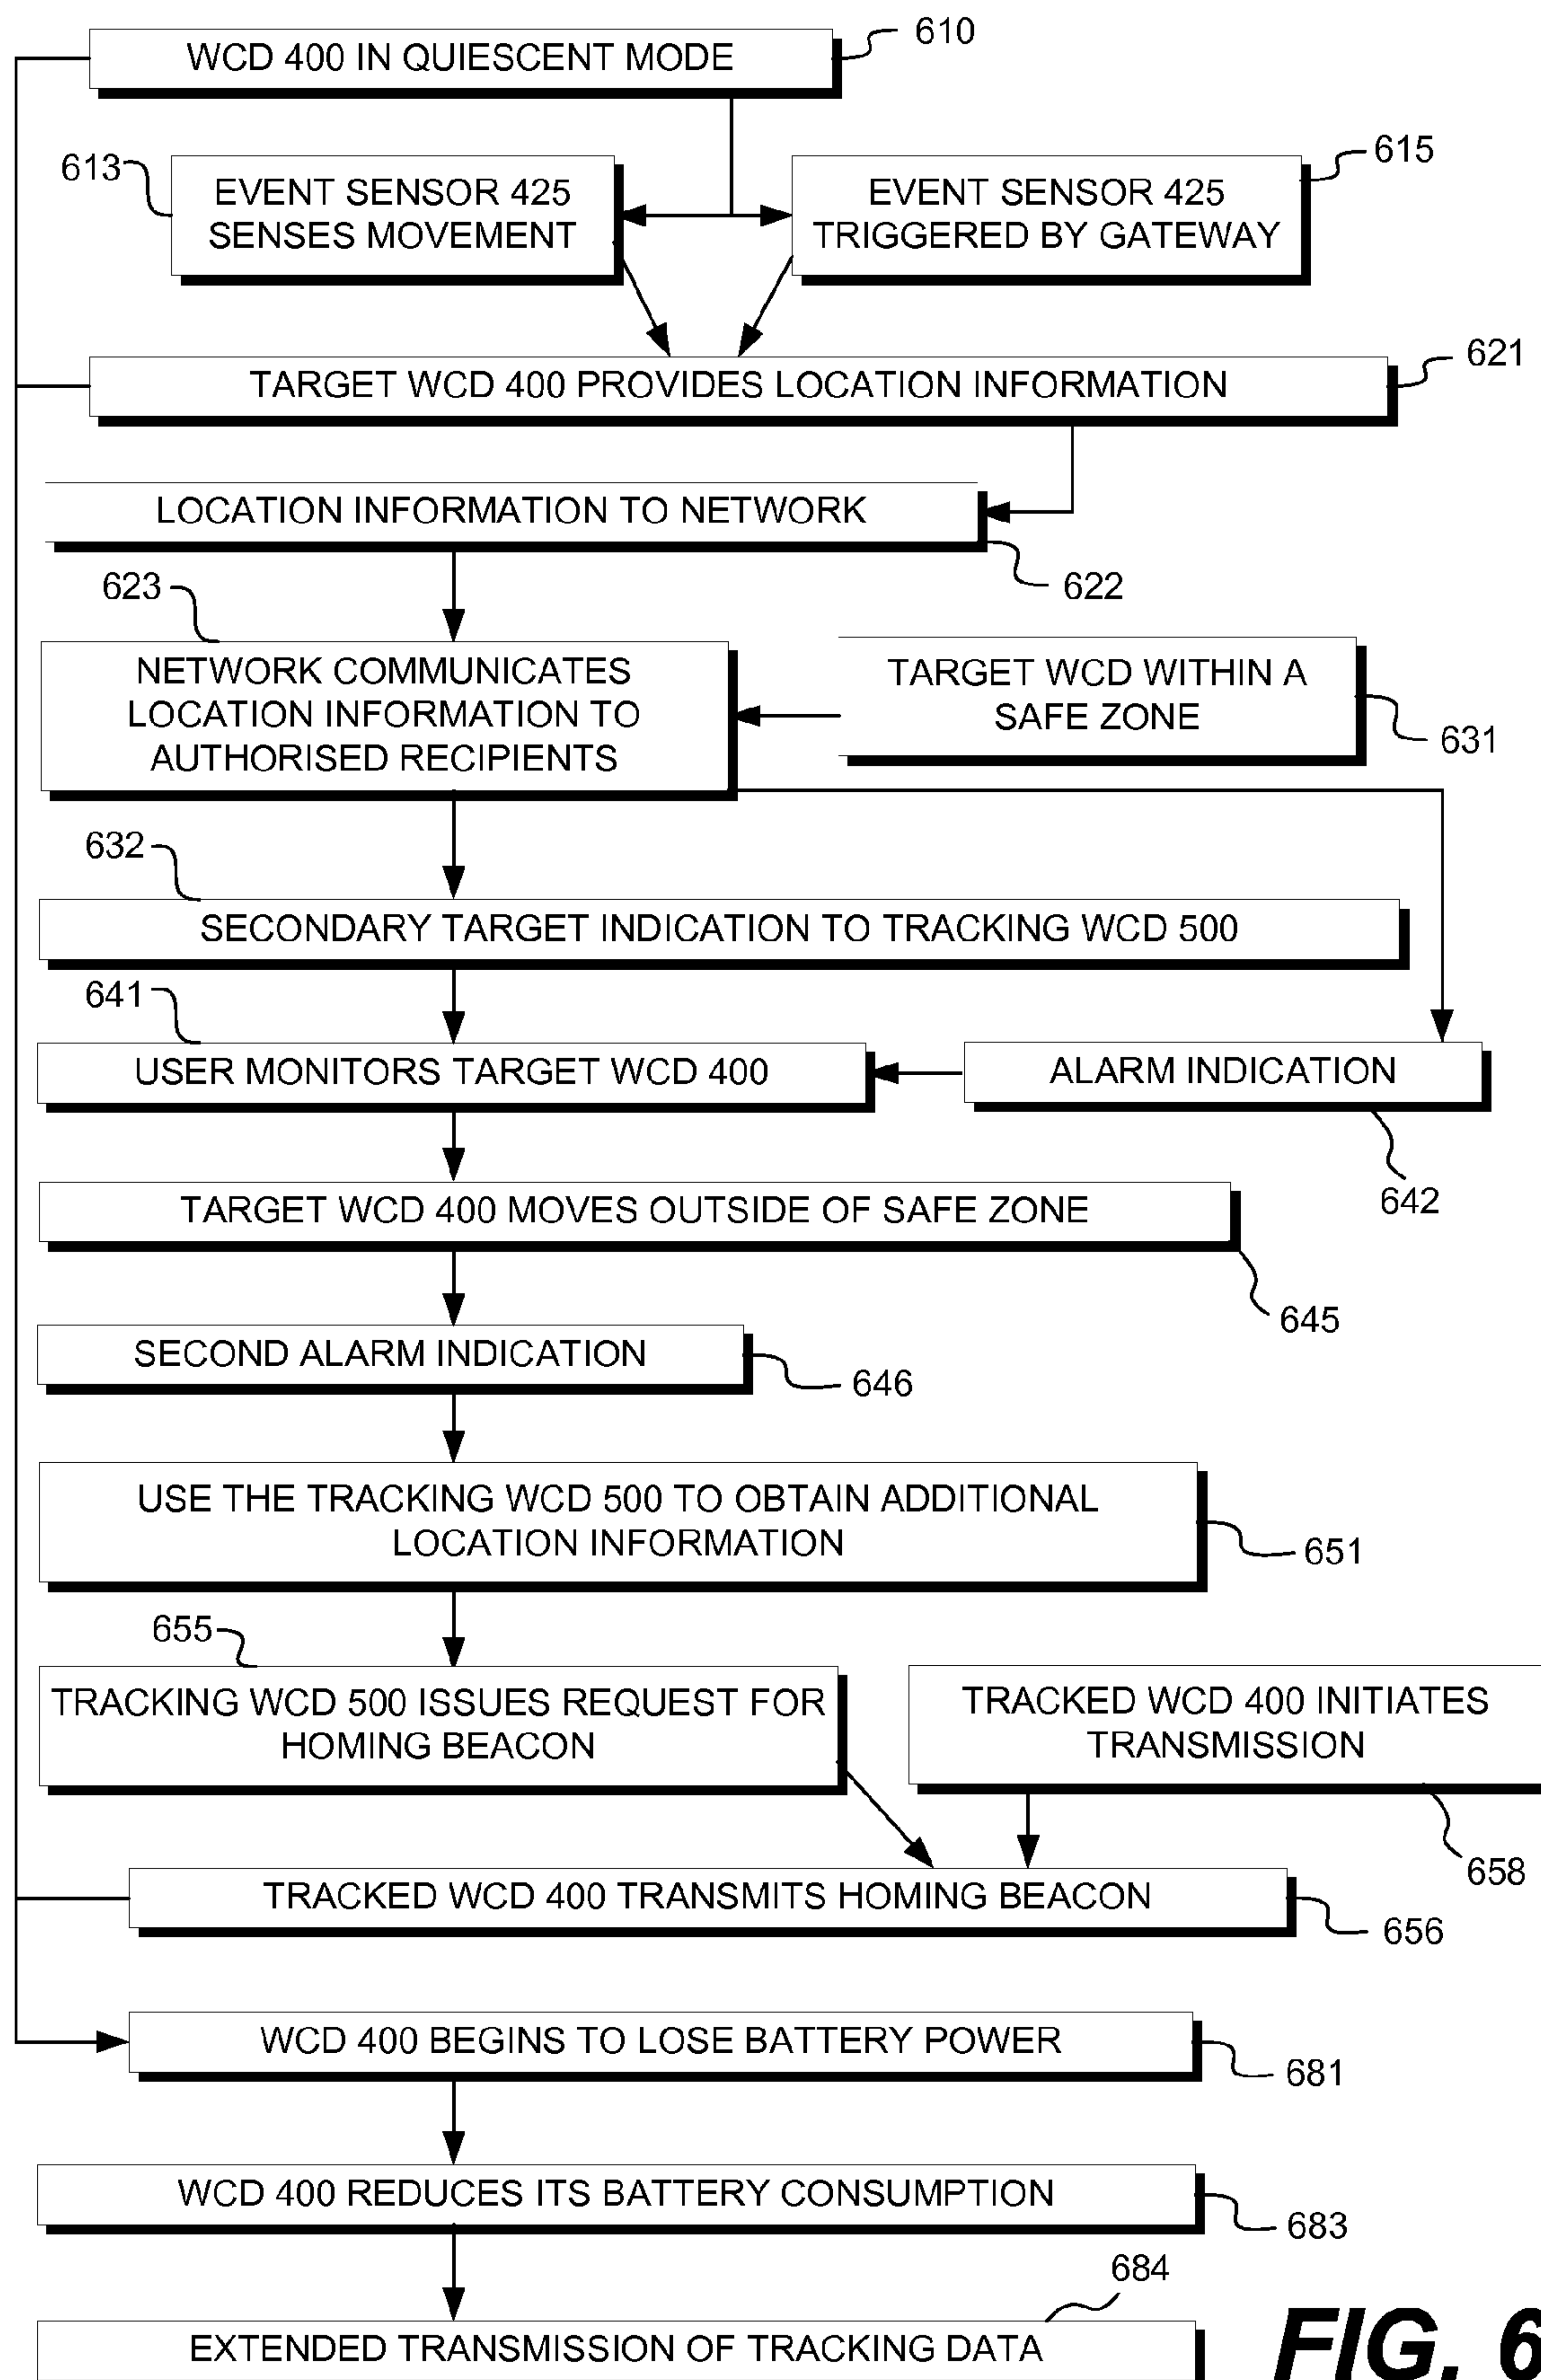 610
WCD 400 IN QUIESCENT MODE
613
EVENT SENSOR 425
SENSES MOVEMENT
615
EVENT SENSOR 425
TRIGGERED BY GATEWAY
621
TARGET WCD 400 PROVIDES LOCATION INFORMATION
LOCATION INFORMATION TO NETWORK
622
623
NETWORK COMMUNICATES
LOCATION INFORMATION TO
AUTHORISED RECIPIENTS
TARGET WCD WITHIN A
SAFE ZONE
631
632
SECONDARY TARGET INDICATION TO TRACKING WCD 500
641
USER MONITORS TARGET WCD 400
ALARM INDICATION
642
TARGET WCD 400 MOVES OUTSIDE OF SAFE ZONE
645
SECOND ALARM INDICATION
646
USE THE TRACKING WCD 500 TO OBTAIN ADDITIONAL
LOCATION INFORMATION
651
655
TRACKING WCD 500 ISSUES REQUEST FOR
HOMING BEACON
TRACKED WCD 400 INITIATES
TRANSMISSION
658
TRACKED WCD 400 TRANSMITS HOMING BEACON
656
WCD 400 BEGINS TO LOSE BATTERY POWER
681
WCD 400 REDUCES ITS BATTERY CONSUMPTION
683
684
EXTENDED TRANSMISSION OF TRACKING DATA
FIG. 6